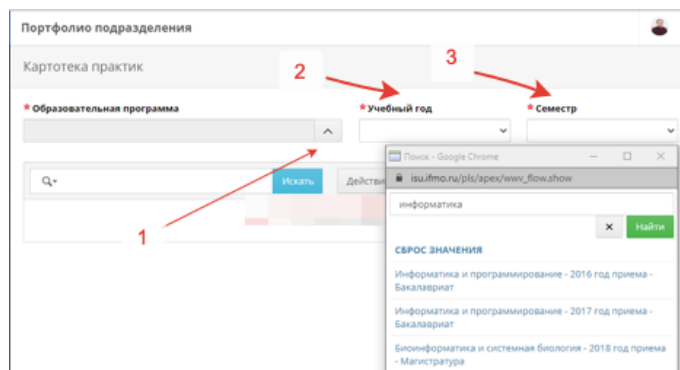 Портфолио подразделения
Картотека практик
2
3
* Образовательная программа
* Учебный год
* Семестр
Искать
Действи
1
Поиск - Google Chrome
isu.ifmo.ru/pls/apex/wwv_flow.show
информатика
Найти
СБРОС ЗНАЧЕНИЯ
Информатика и программирование - 2016 год приема -
Бакалавриат
Информатика и программирование - 2017 год приема -
Бакалавриат
Биоинформатика и системная биология - 2018 год приема
- Магистратура